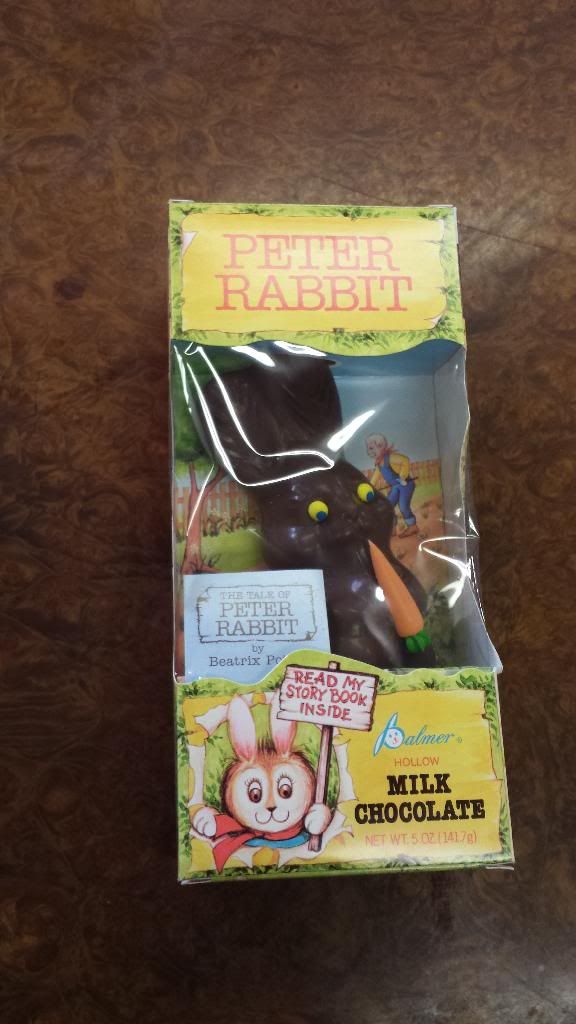 PETER
RABBIT
THE TALE OF
PETER
RABBIT
by
Beatrix
READ MY
STORY BOOK
INSIDE
Palmer®
HOLLOW
MILK
CHOCOLATE
NET WT. 5 OZ. (141.7g)